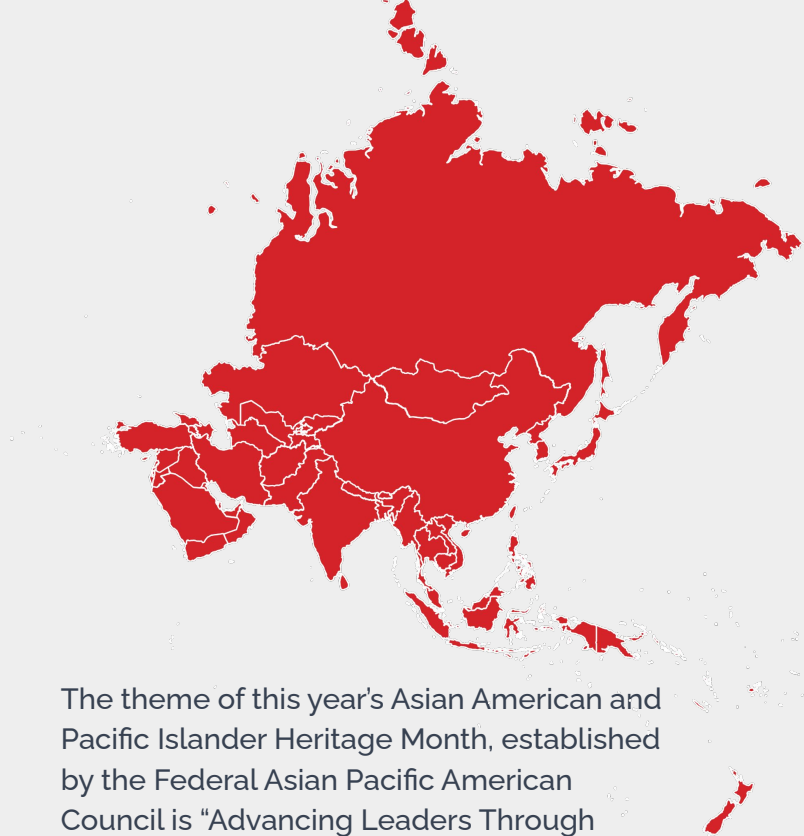 The theme of this year’s Asian American and
Pacific Islander Heritage Month, established
by the Federal Asian Pacific American
Council is “Advancing Leaders Through